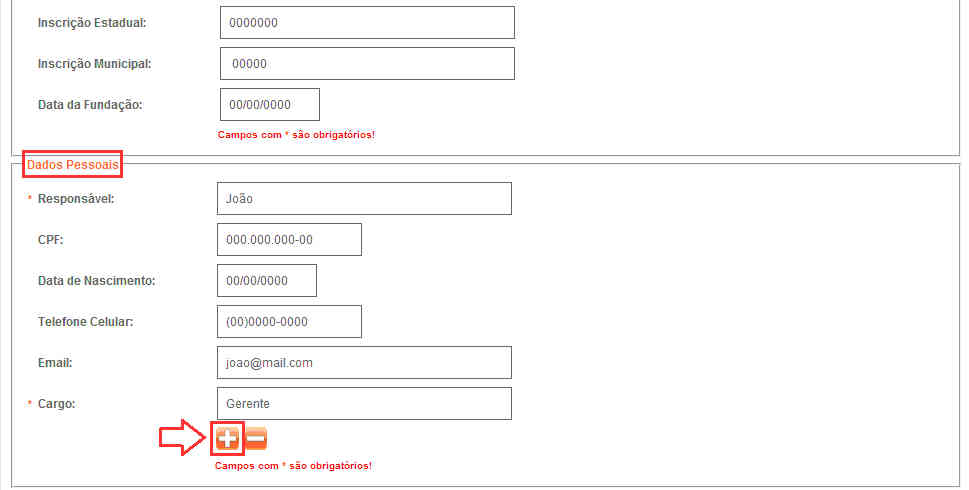 Inscrição Estadual: 0000000
Inscrição Municipal: 00000
Data da Fundação: 00/00/0000
Campos com * são obrigatórios!
Dados Pessoais
* Responsável: João
CPF: 000.000.000-00
Data de Nascimento: 00/00/0000
Telefone Celular: (00)0000-0000
Email: joao@mail.com
* Cargo: Gerente
Campos com * são obrigatórios!